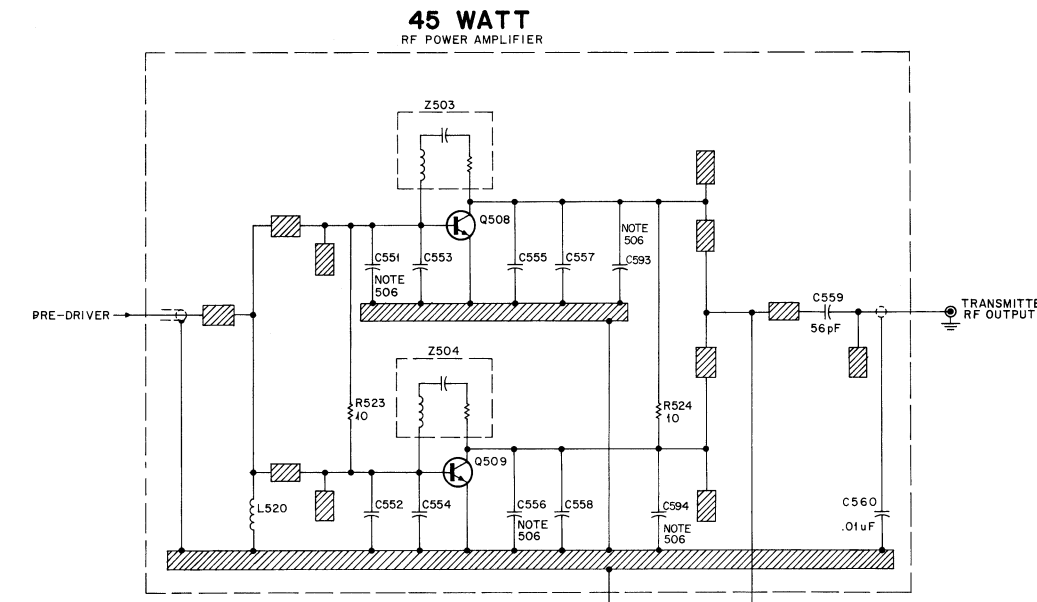 45 WATT
RF POWER AMPLIFIER
Z503
Q508
C551
NOTE
506
C553
C555
C557
NOTE
506
C593
PRE-DRIVER
C559
56pF
TRANSMITTE
RF OUTPUT
Z504
R523
10
R524
10
Q509
L520
C552
C554
C556
NOTE
506
C558
C594
NOTE
506
C560
.01uF